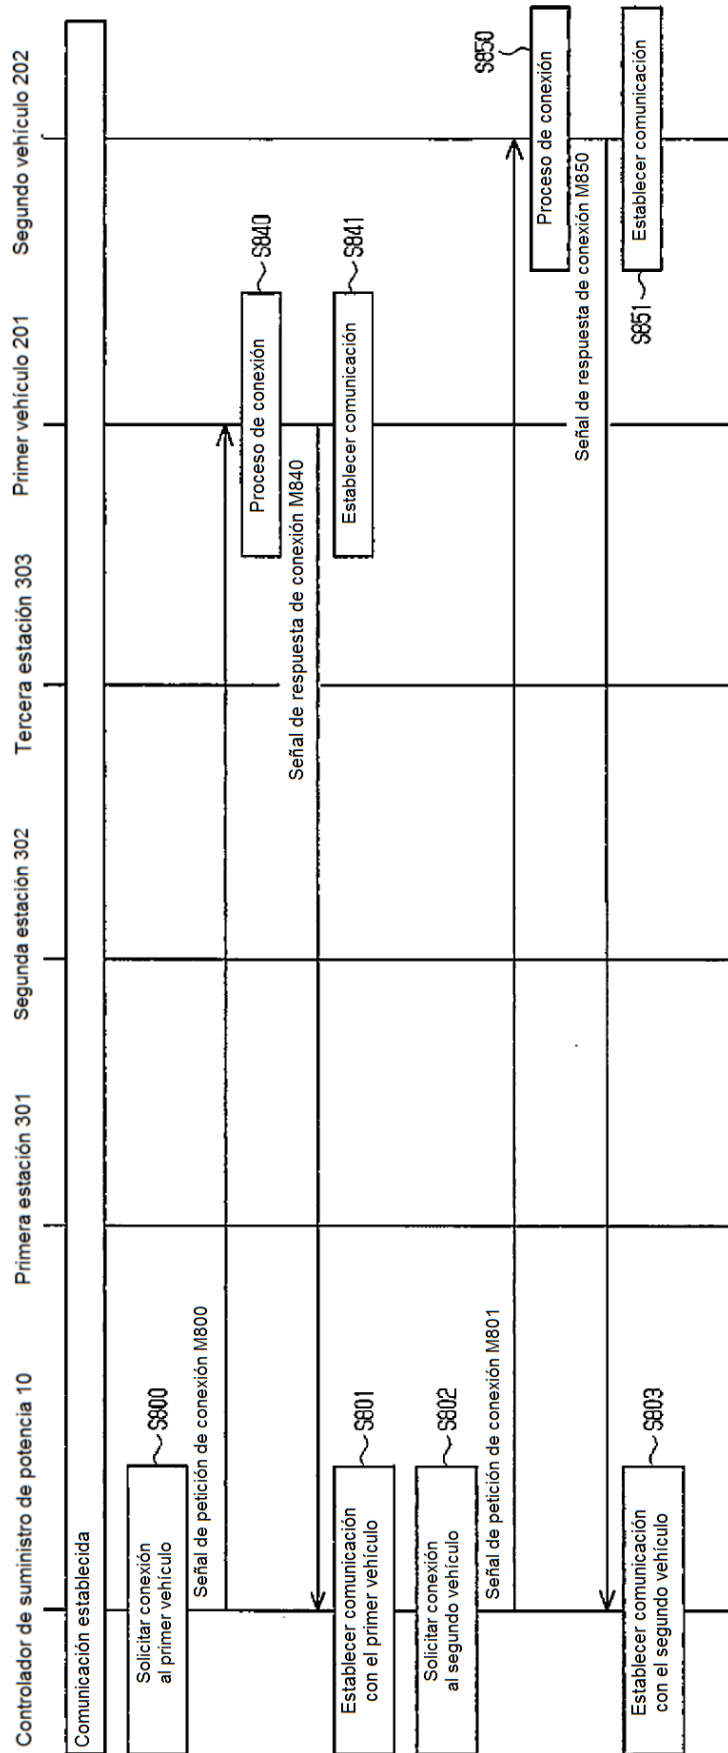 Controlador de suministro de potencia 10
Primera estación 301
Segunda estación 302
Tercera estación 303
Primer vehículo 201
Segundo vehículo 202
Comunicación establecida
Solicitar conexión
al primer vehículo
S800
Señal de petición de conexión M800
Proceso de conexión
S840
Señal de respuesta de conexión M840
Establecer comunicación
con el primer vehículo
S801
Establecer comunicación
S841
Solicitar conexión
al segundo vehículo
S802
Señal de petición de conexión M801
Proceso de conexión
S850
Señal de respuesta de conexión M850
Establecer comunicación
con el segundo vehículo
S803
Establecer comunicación
S851